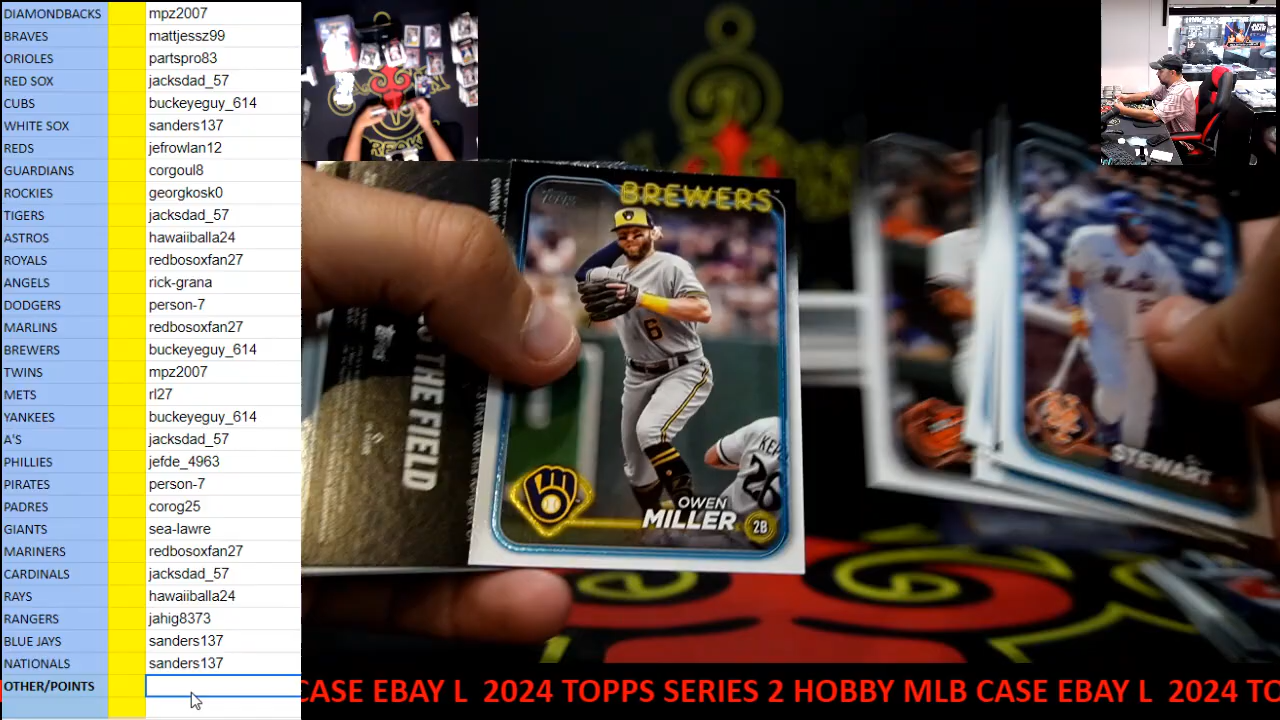 DIAMONDBACKS mpz2007
BRAVES mattjessz99
ORIOLES partspro83
RED SOX jacksdad_57
CUBS buckeyeguy_614
WHITE SOX sanders137
REDS jefrowlan12
GUARDIANS corgoul8
ROCKIES georgkosk0
TIGERS jacksdad_57
ASTROS hawaiiballa24
ROYALS redbosoxfan27
ANGELS rick-grana
DODGERS person-7
MARLINS redbosoxfan27
BREWERS buckeyeguy_614
TWINS mpz2007
METS rl27
YANKEES buckeyeguy_614
A'S jacksdad_57
PHILLIES jefde_4963
PIRATES person-7
PADRES corog25
GIANTS sea-lawre
MARINERS redbosoxfan27
CARDINALS jacksdad_57
RAYS hawaiiballa24
RANGERS jahig8373
BLUE JAYS sanders137
NATIONALS sanders137
OTHER/POINTS
BREWERS
6
KEP
26
OWEN
MILLER 2B
THE FIELD
STEWART
CASE EBAY L 2024 TOPPS SERIES 2 HOBBY MLB CASE EBAY L 2024 TO